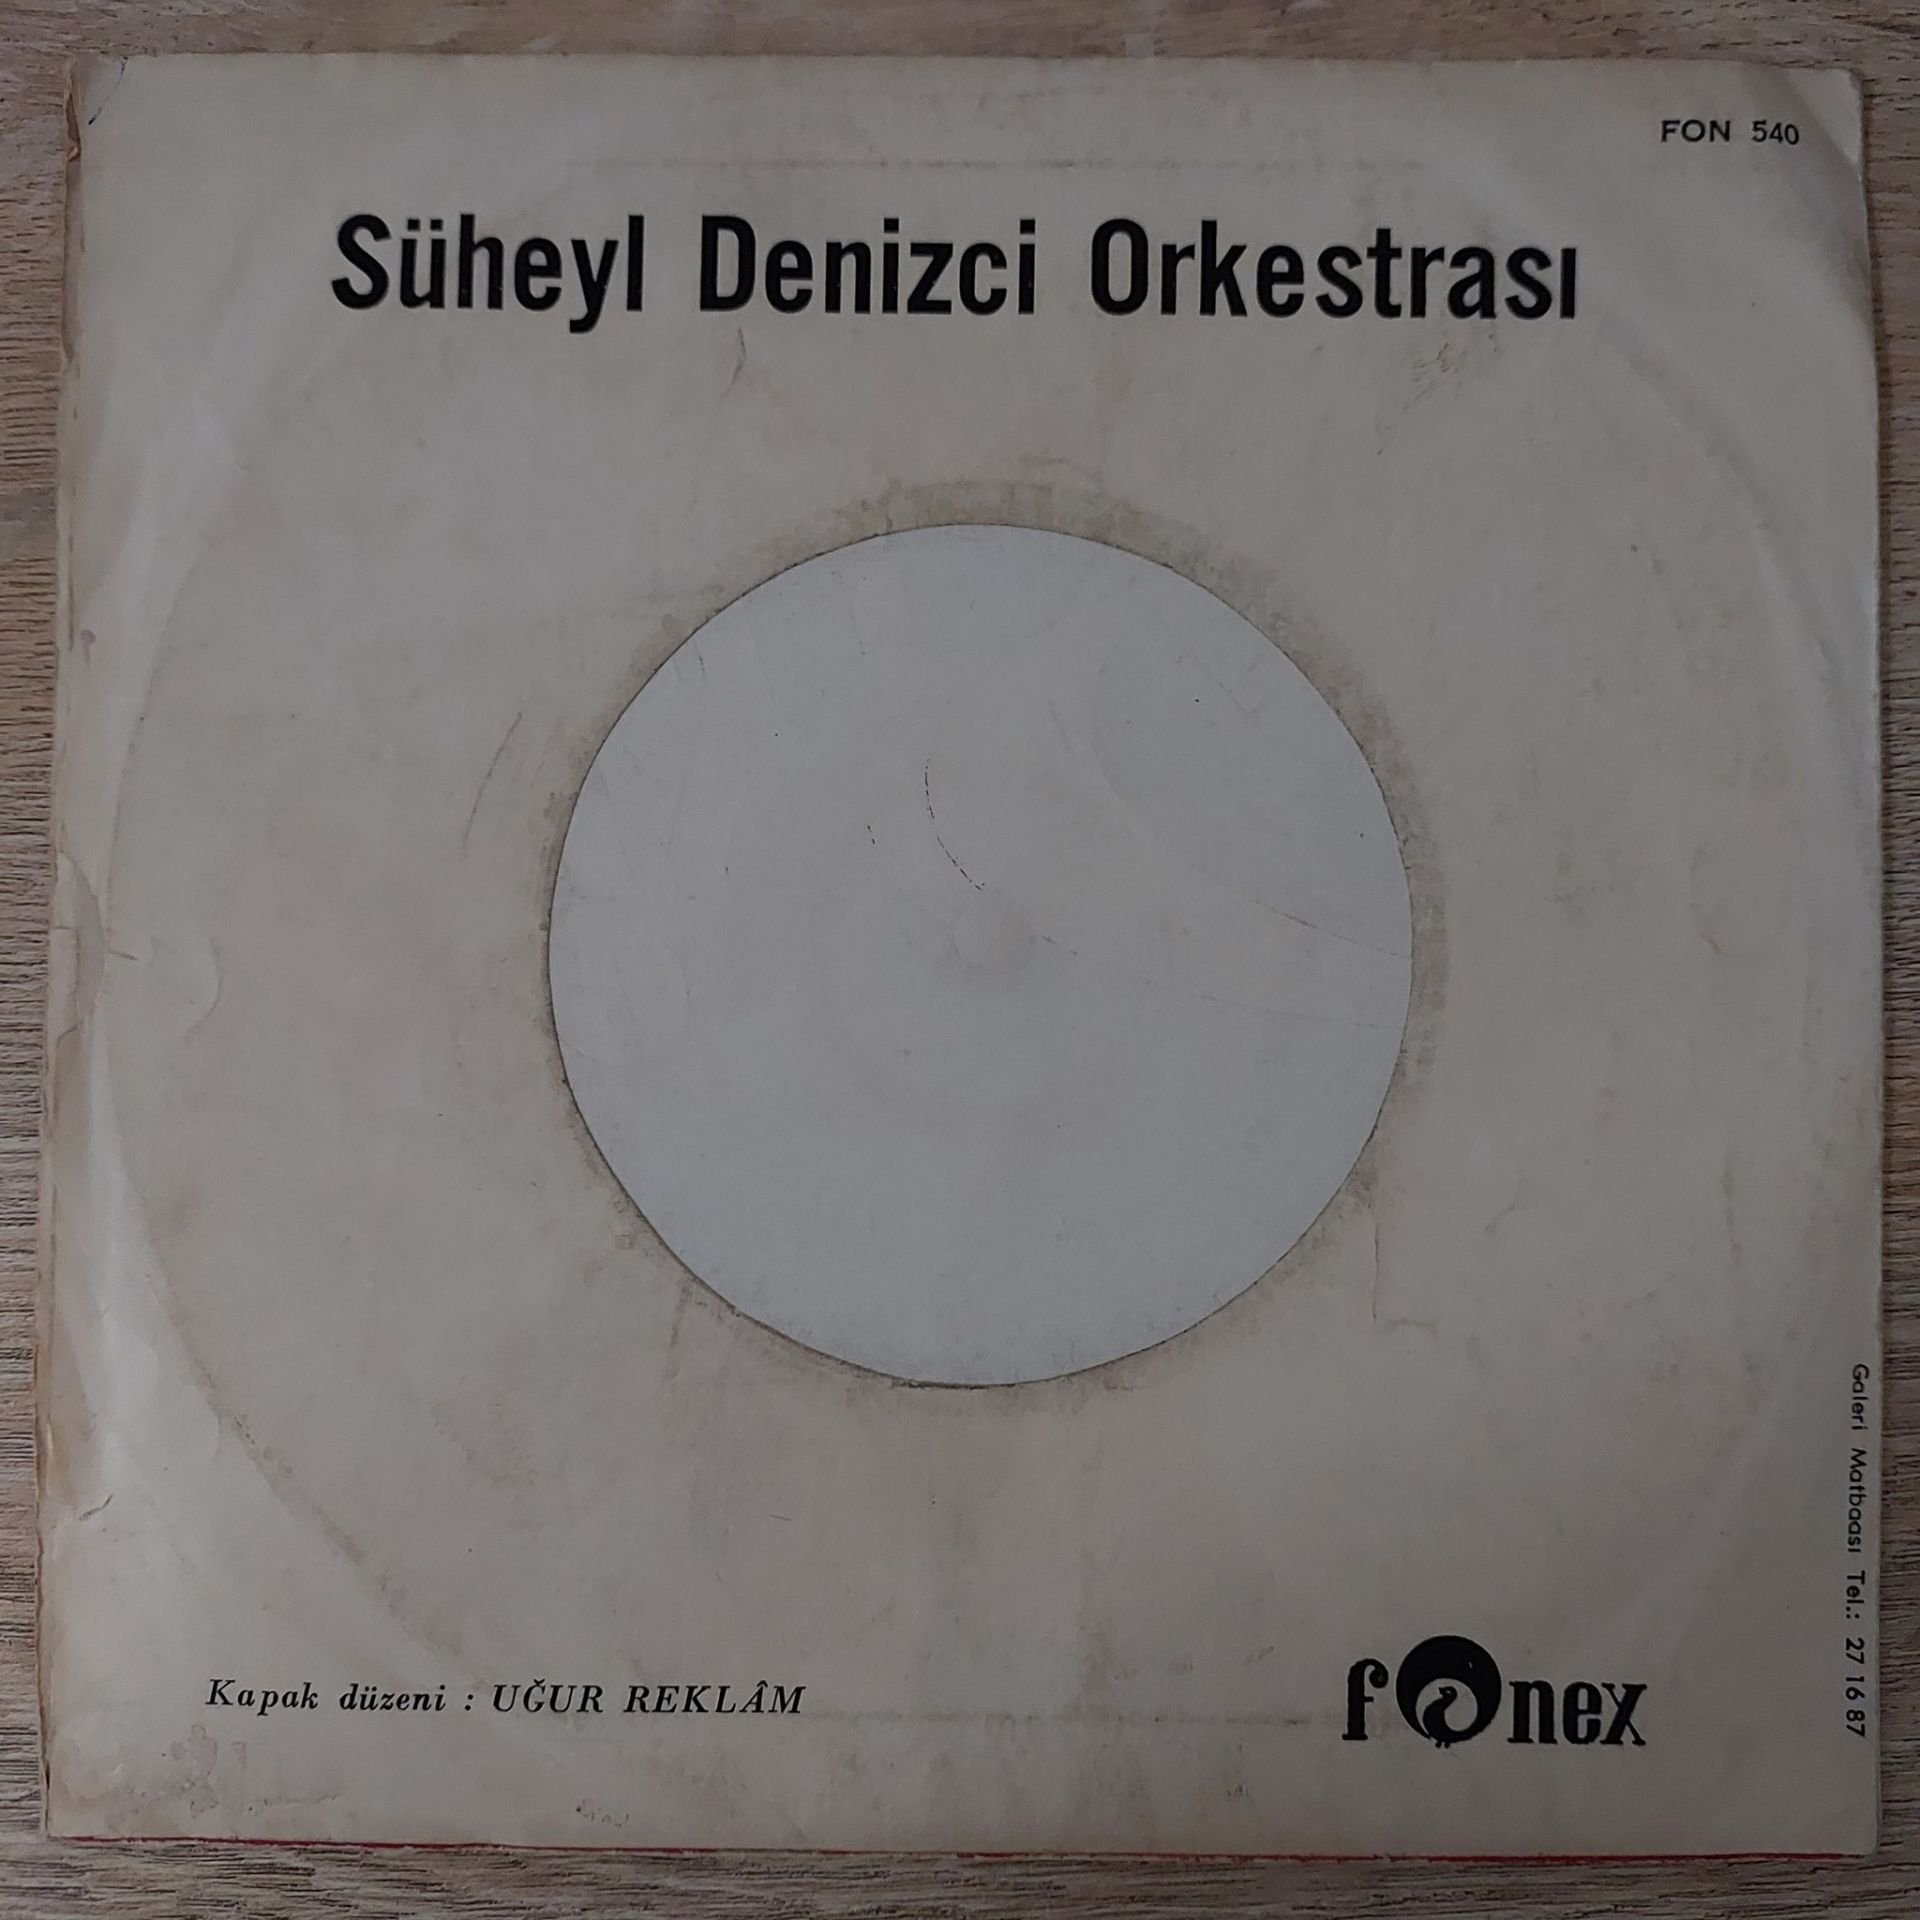 FON 540
Süheyl Denizci Orkestrası
Kapak düzeni : UĞUR REKLÂM
fonex
Galeri Matbaası Tel.: 27 16 87